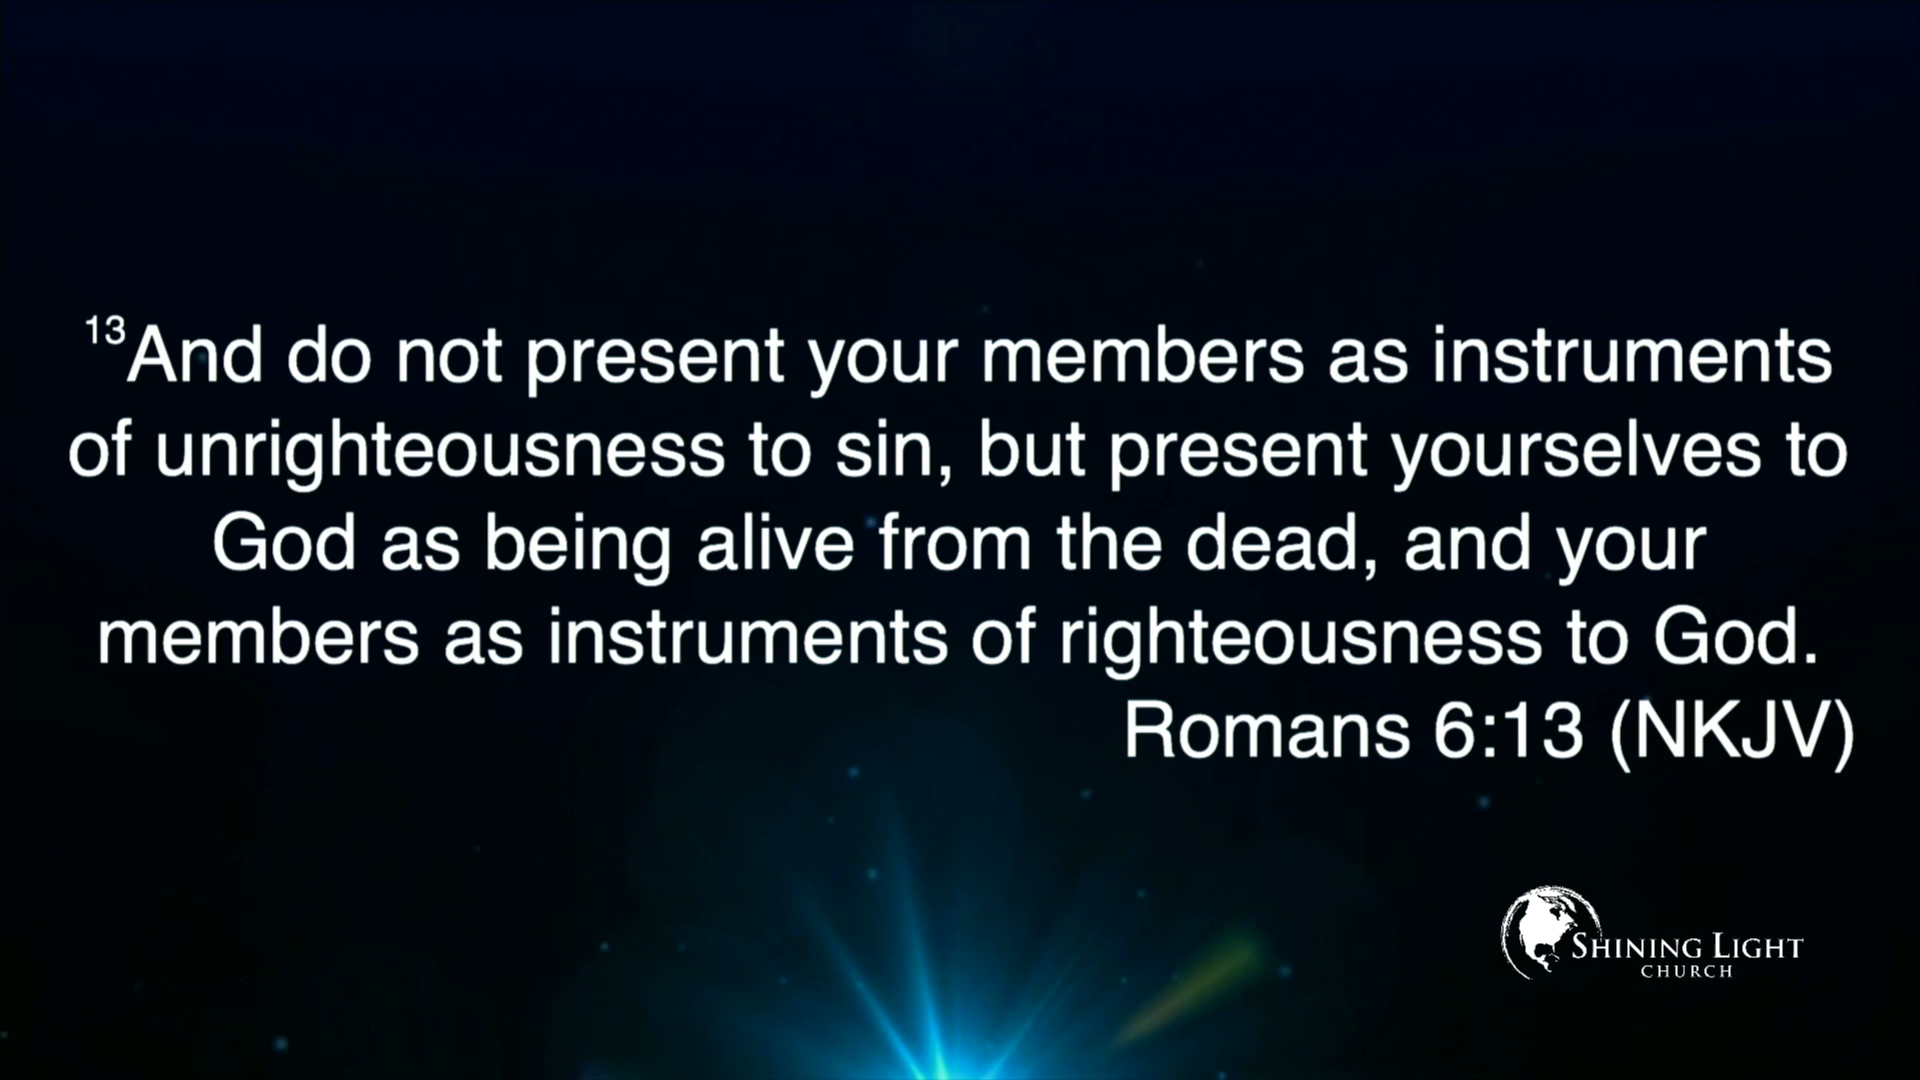 13And do not present your members as instruments
of unrighteousness to sin, but present yourselves to
God as being alive from the dead, and your
members as instruments of righteousness to God.
Romans 6:13 (NKJV)
SHINING LIGHT
CHURCH